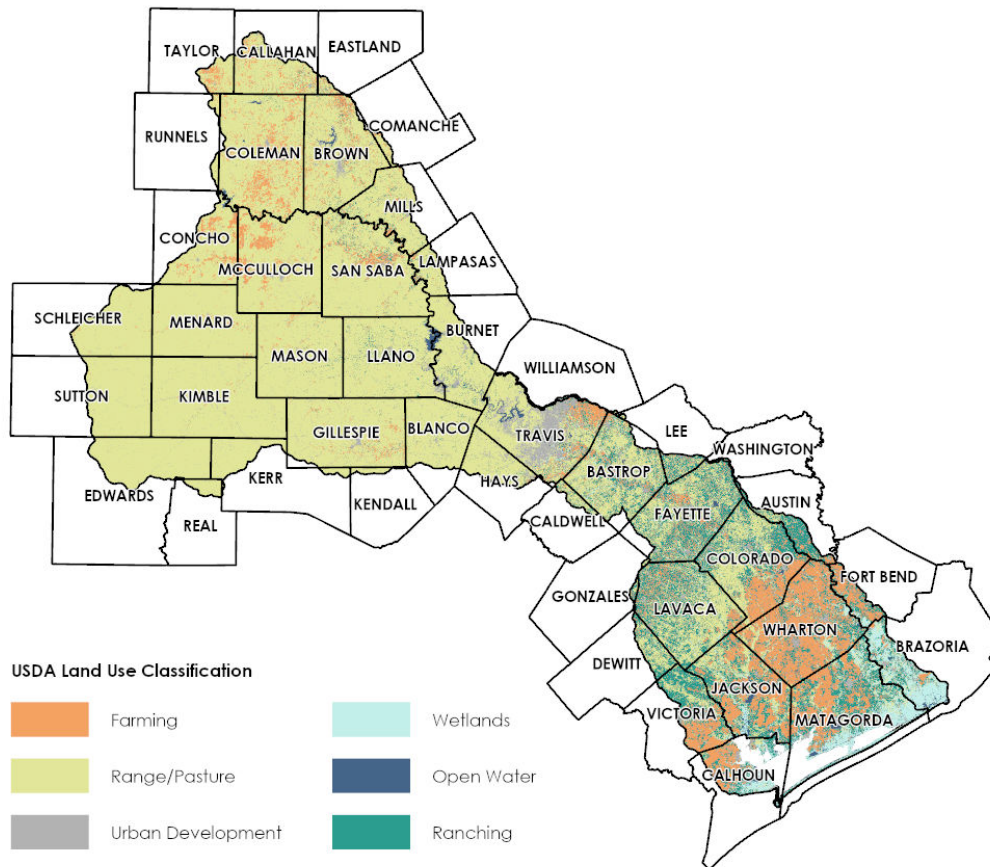 TAYLOR
CALLAHAN
EASTLAND
RUNNELS
COLEMAN
BROWN
COMANCHE
MILLS
CONCHO
MCCULLOCH
SAN SABA
LAMPASAS
SCHLEICHER
MENARD
MASON
LLANO
BURNET
WILLIAMSON
SUTTON
KIMBLE
GILLESPIE
BLANCO
TRAVIS
LEE
WASHINGTON
EDWARDS
KERR
REAL
KENDALL
HAYS
BASTROP
CALDWELL
FAYETTE
AUSTIN
COLORADO
FORT BEND
GONZALES
LAVACA
WHARTON
BRAZORIA
DEWITT
JACKSON
VICTORIA
MATAGORDA
CALHOUN
USDA Land Use Classification
Farming
Range/Pasture
Urban Development
Wetlands
Open Water
Ranching